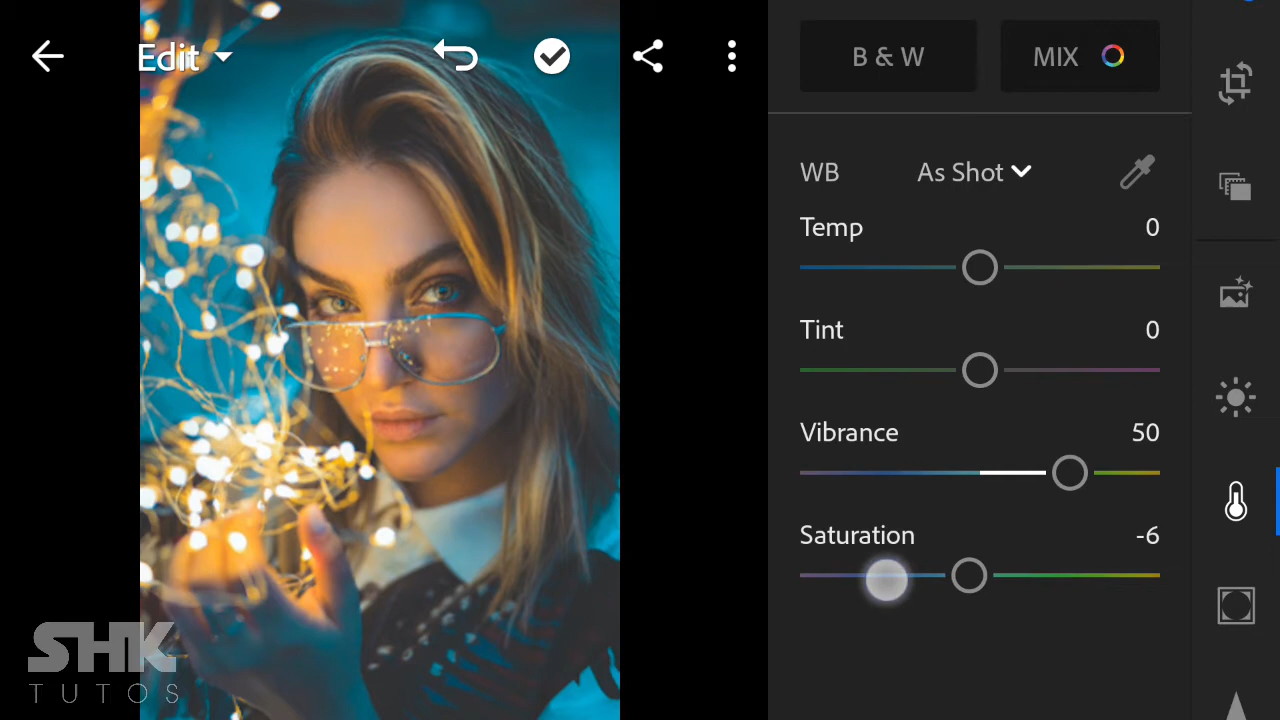 Edit
B & W
MIX
WB
As Shot
Temp
0
Tint
0
Vibrance
50
Saturation
-6
SHK
TUTOS